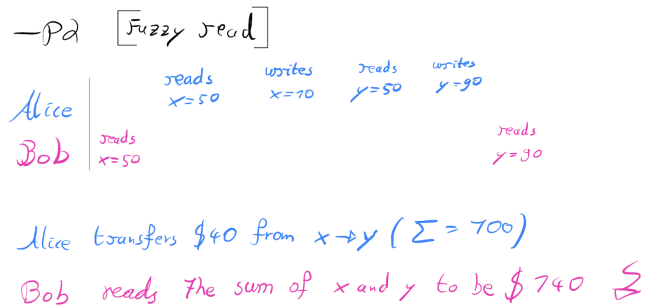 —P2 [Fuzzy read]
reads writes reads writes
x=50 x=10 y=50 y=90
Alice
reads reads
Bob x=50 y=90
Alice transfers $40 from x→y (Σ = 100)
Bob reads the sum of x and y to be $140